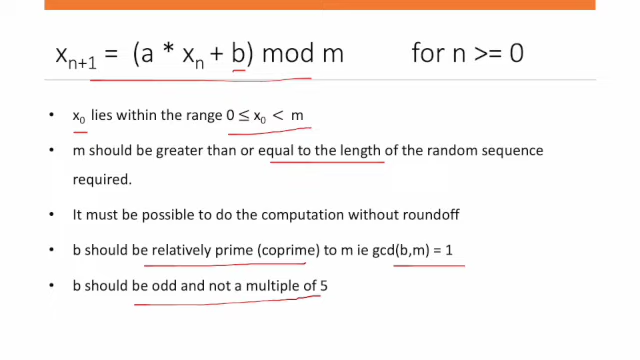 xₙ₊₁ = (a * xₙ + b) mod m for n >= 0
• x₀ lies within the range 0 ≤ x₀ < m
• m should be greater than or equal to the length of the random sequence
required.
• It must be possible to do the computation without roundoff
• b should be relatively prime (coprime) to m ie gcd(b,m) = 1
• b should be odd and not a multiple of 5